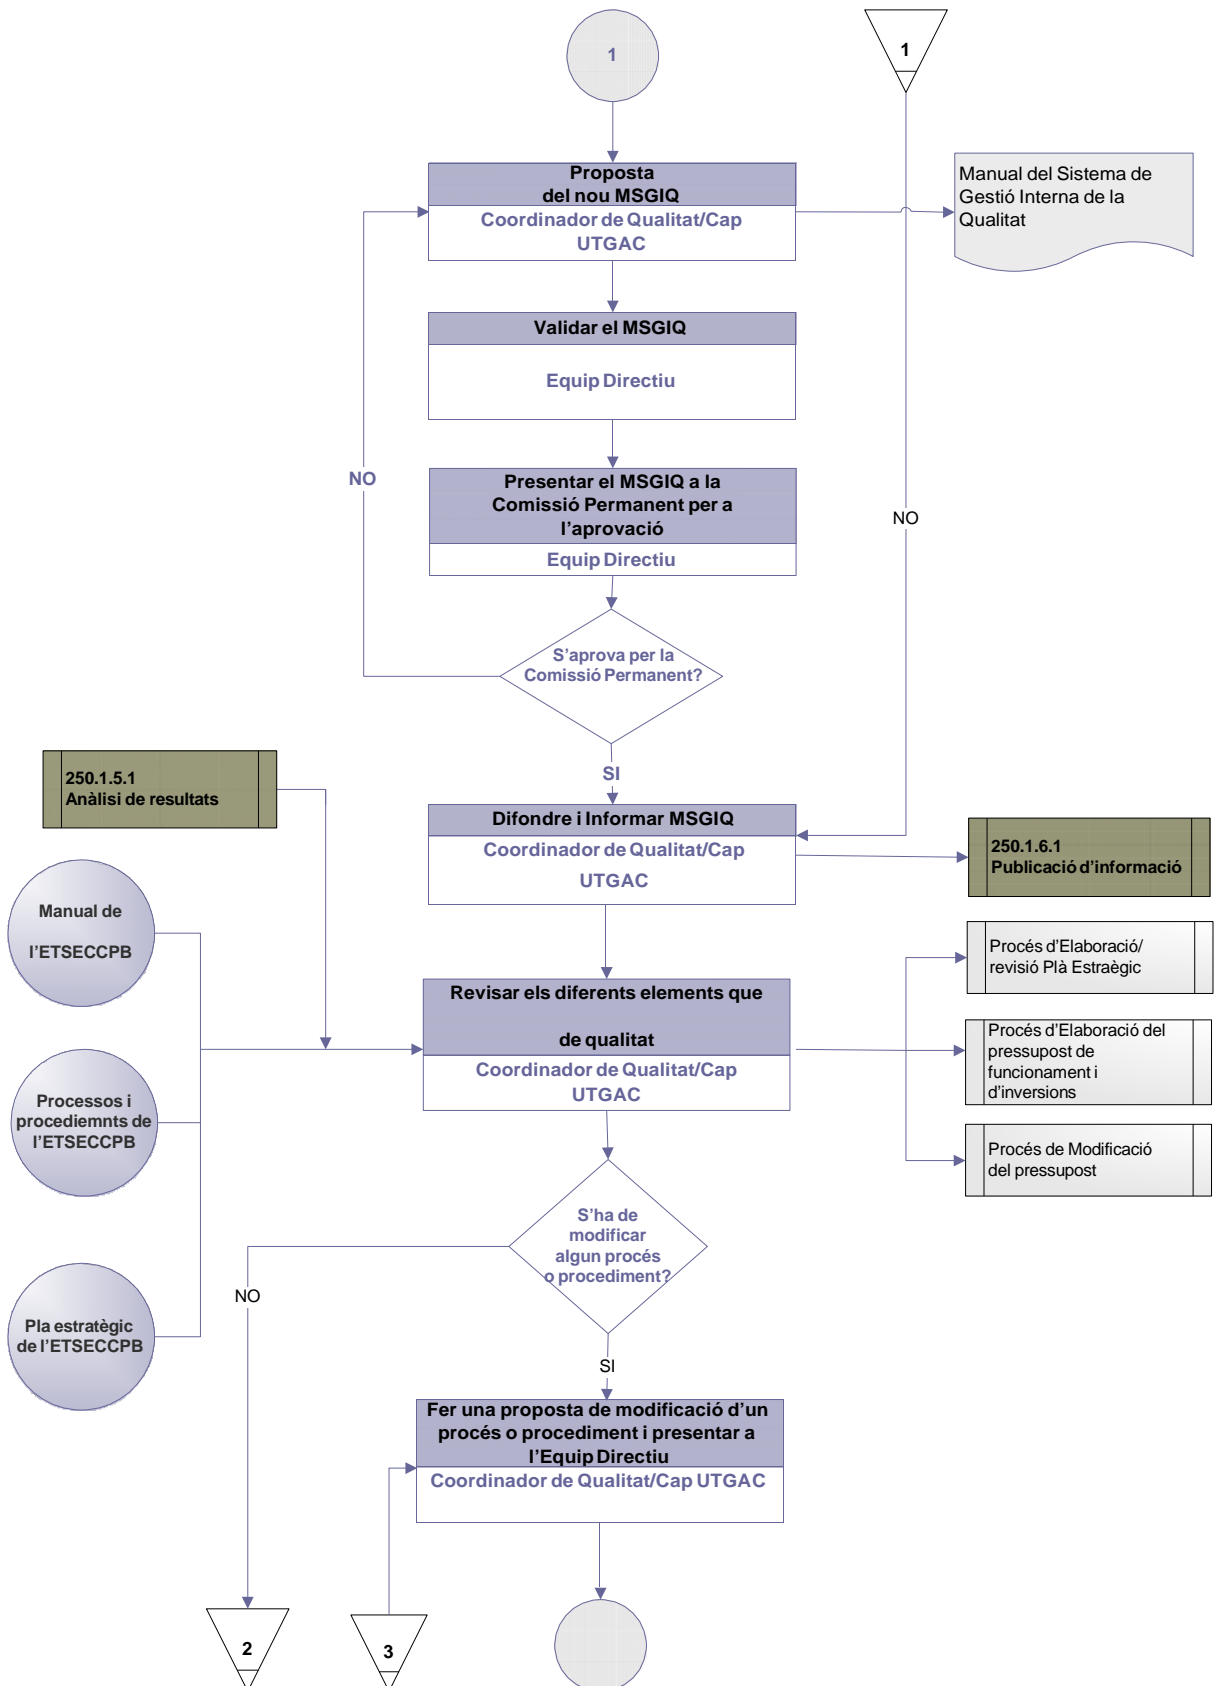 1
1
Proposta
del nou MSGIQ
Coordinador de Qualitat/Cap
UTGAC
Manual del Sistema de
Gestió Interna de la
Qualitat
Validar el MSGIQ
Equip Directiu
NO
Presentar el MSGIQ a la
Comissió Permanent per a
l’aprovació
Equip Directiu
NO
S’aprova per la
Comissió Permanent?
SI
250.1.5.1
Anàlisi de resultats
Difondre i Informar MSGIQ
Coordinador de Qualitat/Cap
UTGAC
250.1.6.1
Publicació d’informació
Manual de
l’ETSECCPB
Revisar els diferents elements que
de qualitat
Coordinador de Qualitat/Cap
UTGAC
Procés d’Elaboració/
revisió Plà Estraègic
Procés d’Elaboració del
pressupost de
funcionament i
d’inversions
Procés de Modificació
del pressupost
Processos i
procediemnts de
l’ETSECCPB
S’ha de
modificar
algun procés
o procediment?
NO
Pla estratègic
de l’ETSECCPB
SI
Fer una proposta de modificació d’un
procés o procediment i presentar a
l’Equip Directiu
Coordinador de Qualitat/Cap UTGAC
2
3